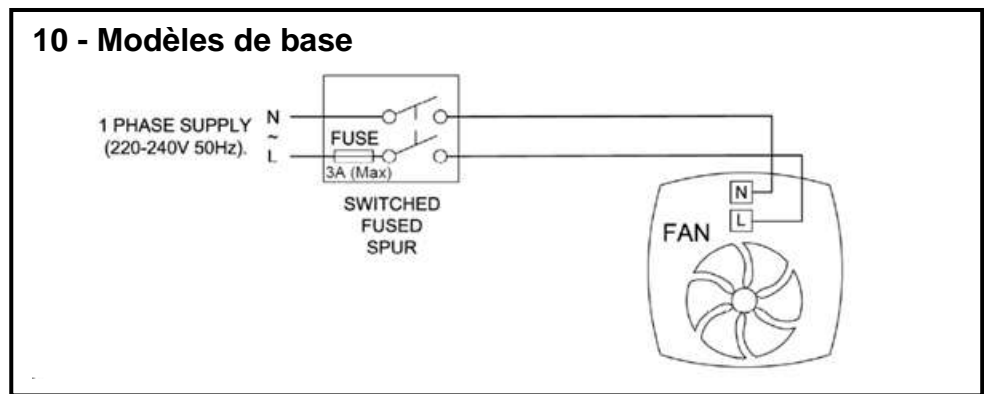 10 - Modèles de base
1 PHASE SUPPLY
(220-240V 50Hz).
N
~
L
FUSE
3A (Max)
SWITCHED
FUSED
SPUR
N
L
FAN